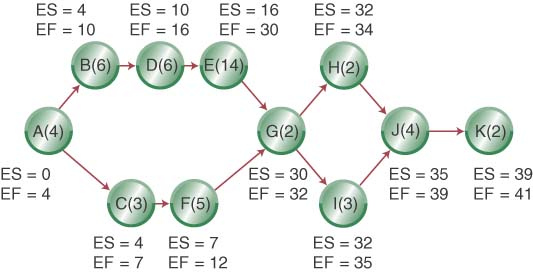 ES = 4
EF = 10
ES = 10
EF = 16
ES = 16
EF = 30
ES = 32
EF = 34
B(6)
D(6)
E(14)
H(2)
A(4)
G(2)
J(4)
K(2)
ES = 0
EF = 4
C(3)
F(5)
ES = 30
EF = 32
I(3)
ES = 35
EF = 39
ES = 39
EF = 41
ES = 4
EF = 7
ES = 7
EF = 12
ES = 32
EF = 35